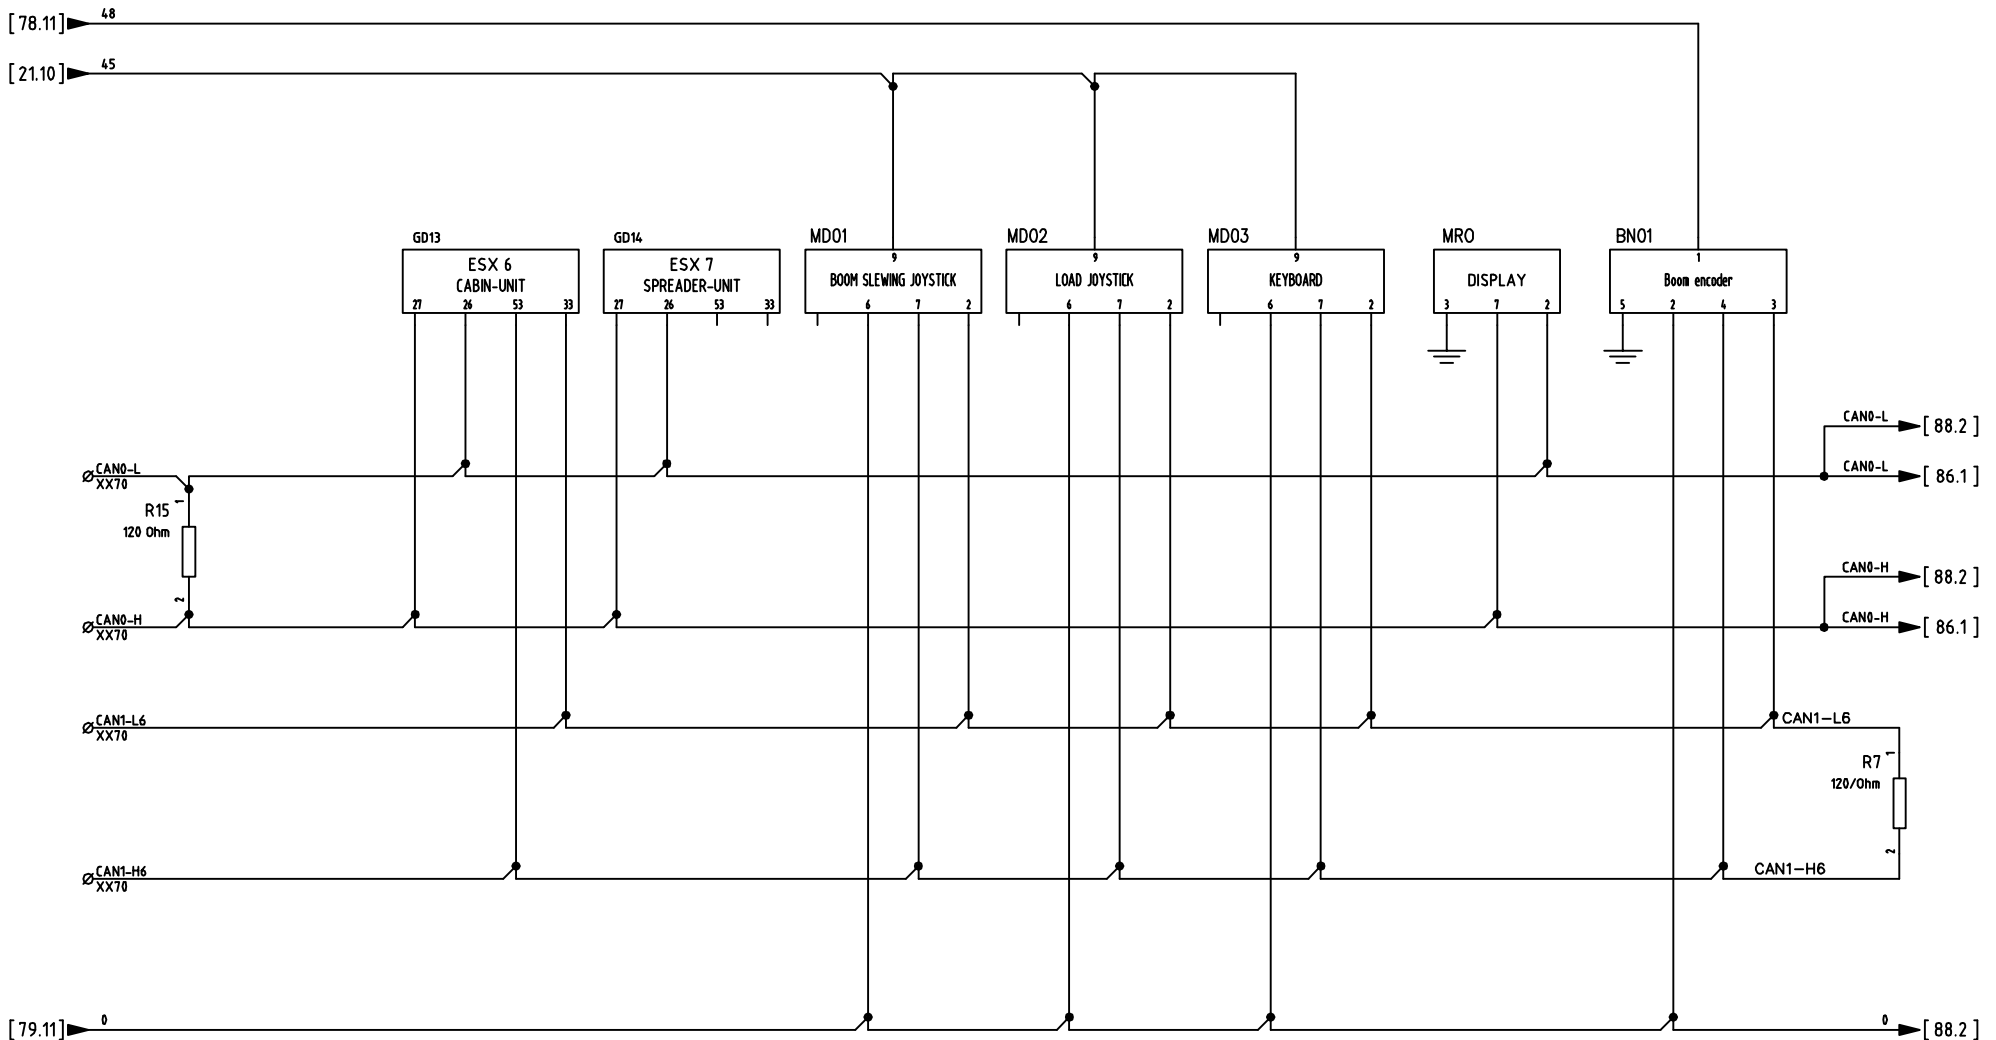 [78.11] 48
[21.10] 45
GD13
GD14
MD01
MD02
MD03
MR0
BN01
9
9
9
1
ESX 6
CABIN-UNIT
27 26 53 33
ESX 7
SPREADER-UNIT
27 26 53 33
BOOM SLEWING JOYSTICK
6 7 2
LOAD JOYSTICK
6 7 2
KEYBOARD
6 7 2
DISPLAY
3 7 2
Boom encoder
5 2 4 3
CAN0-L [ 88.2 ]
CAN0-L
XX70
CAN0-L [ 86.1 ]
1
R15
120 Ohm
2
CAN0-H [ 88.2 ]
CAN0-H
XX70
CAN0-H [ 86.1 ]
CAN1-L6
XX70
CAN1-L6
1
R7
120/Ohm
2
CAN1-H6
XX70
CAN1-H6
[79.11] 0
0 [ 88.2 ]